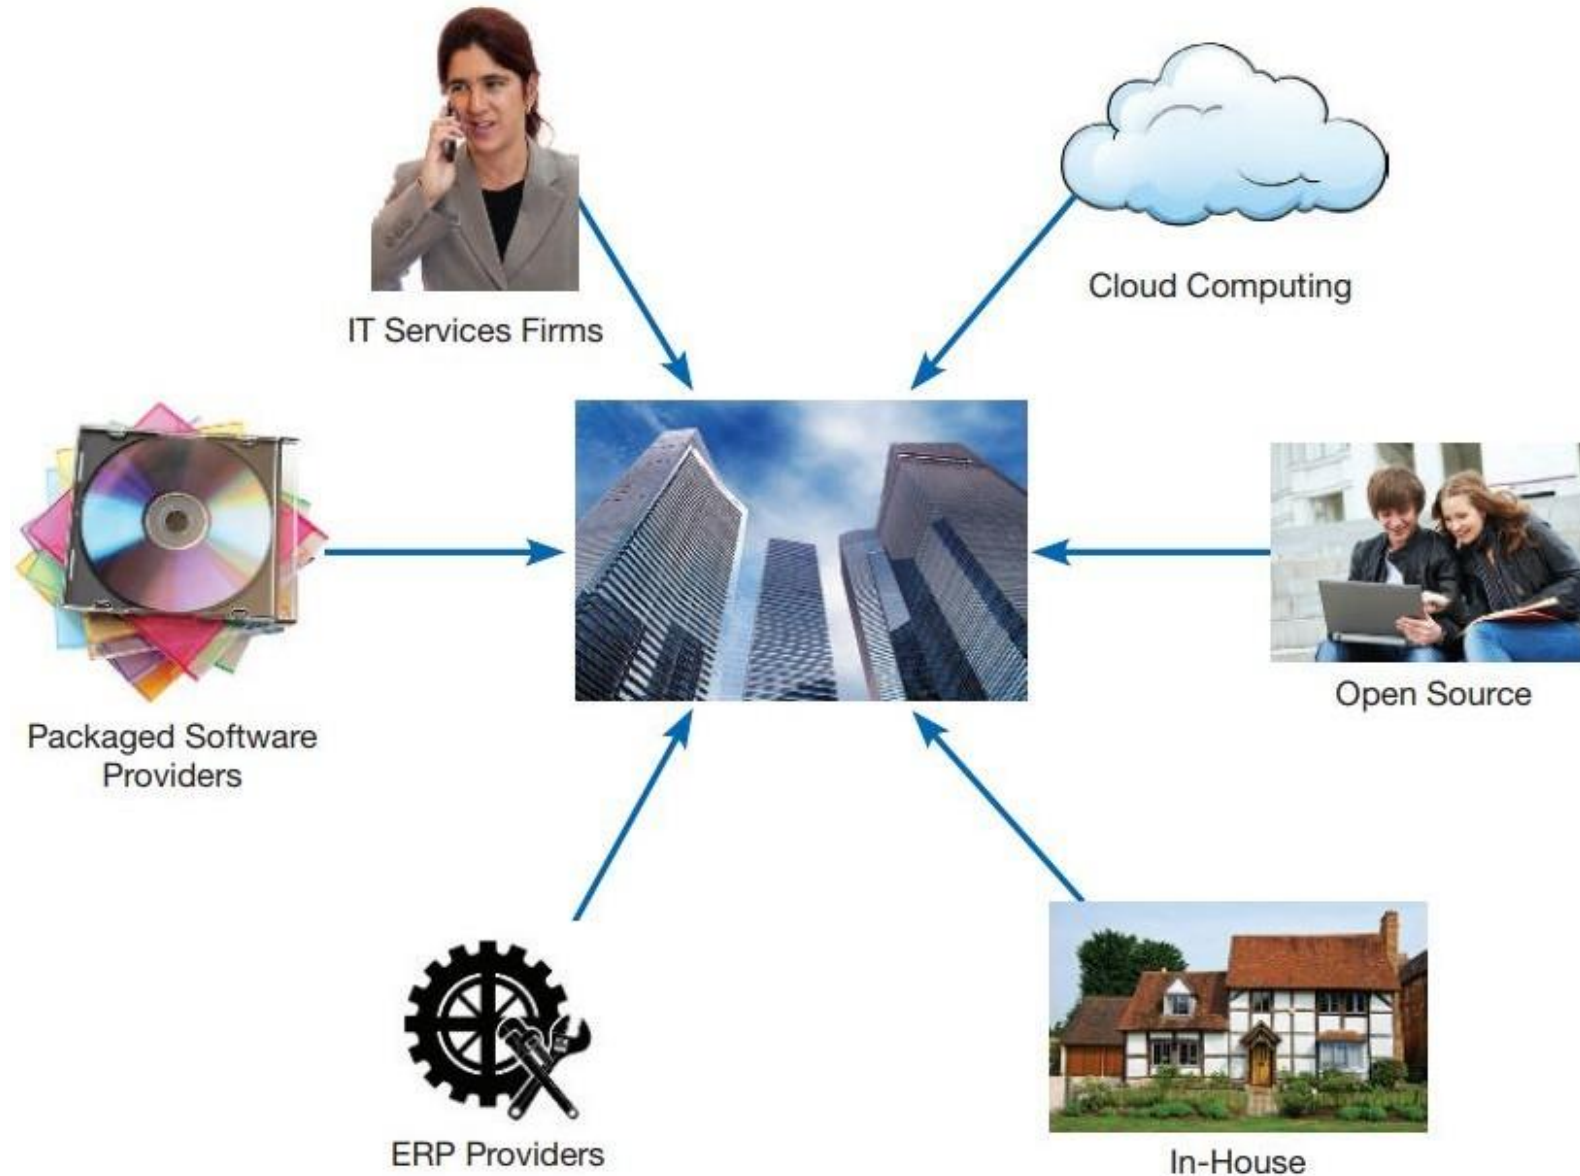 IT Services Firms
Cloud Computing
Packaged Software
Providers
Open Source
ERP Providers
In-House